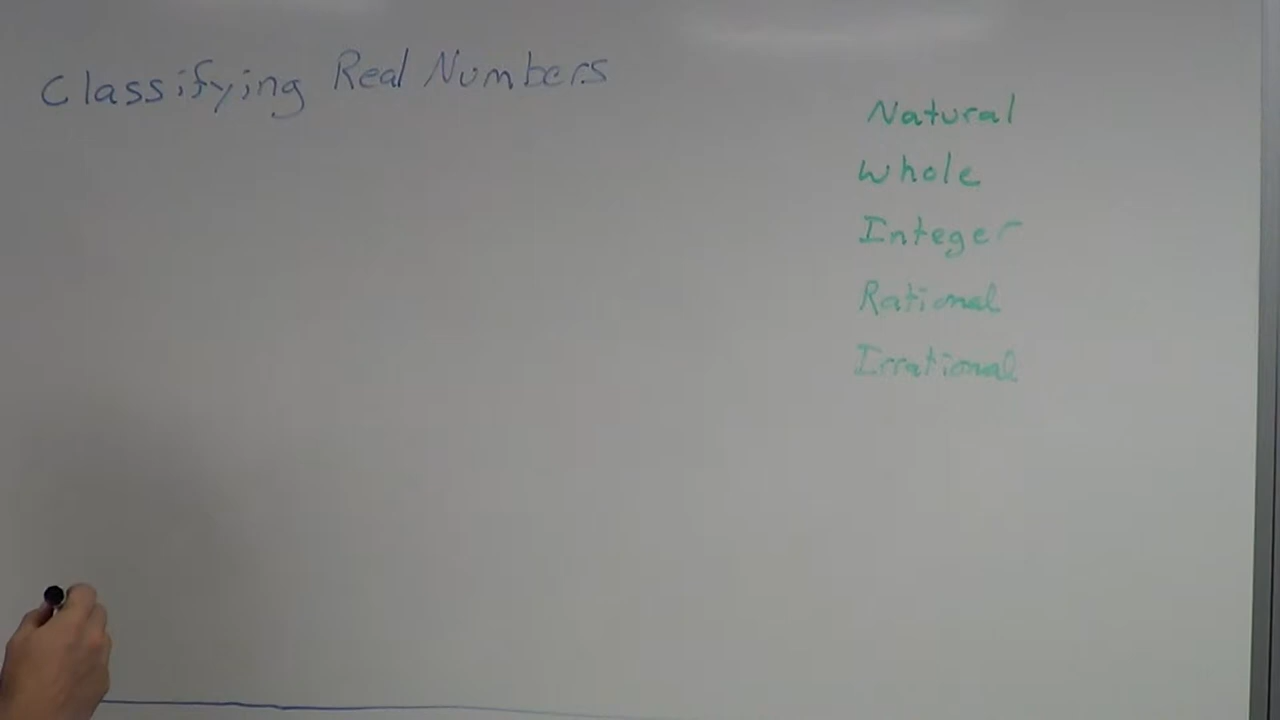 Classifying Real Numbers
Natural
Whole
Integer
Rational
Irrational